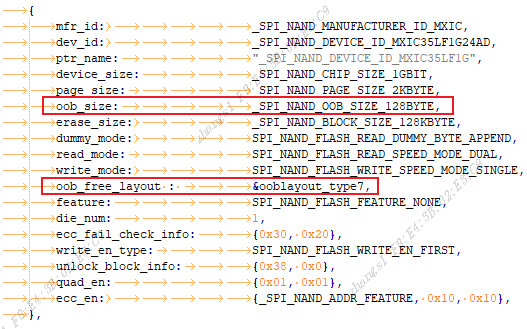 {
mfr_id: _SPI_NAND_MANUFACTURER_ID_MXIC,
dev_id: _SPI_NAND_DEVICE_ID_MXIC35LF1G24AD,
ptr_name: "_SPI_NAND_DEVICE_ID_MXIC35LF1G",
device_size: _SPI_NAND_CHIP_SIZE_1GBIT,
page_size: _SPI_NAND_PAGE_SIZE_2KBYTE,
oob_size: _SPI_NAND_OOB_SIZE_128BYTE,
erase_size: _SPI_NAND_BLOCK_SIZE_128KBYTE,
dummy_mode: SPI_NAND_FLASH_READ_DUMMY_BYTE_APPEND,
read_mode: SPI_NAND_FLASH_READ_SPEED_MODE_DUAL,
write_mode: SPI_NAND_FLASH_WRITE_SPEED_MODE_SINGLE,
oob_free_layout : &ooblayout_type7,
feature: SPI_NAND_FLASH_FEATURE_NONE,
die_num: 1,
ecc_fail_check_info: {0x30, 0x20},
write_en_type: SPI_NAND_FLASH_WRITE_EN_FIRST,
unlock_block_info: {0x38, 0x0},
quad_en: {0x01, 0x01},
ecc_en: {_SPI_NAND_ADDR_FEATURE, 0x10, 0x10},
},